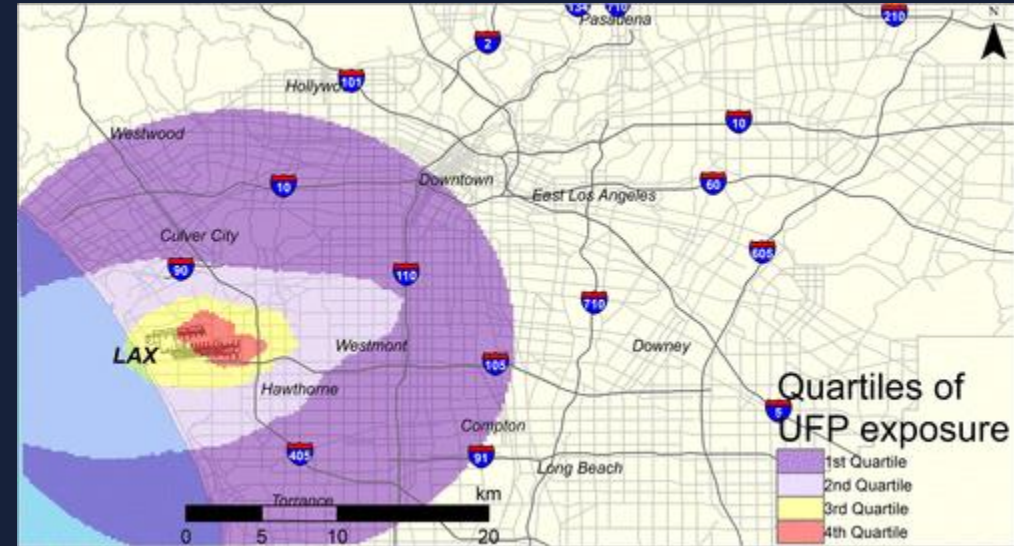 134
710
Pasadena
210
N
2
Hollywo
101
Westwood
10
10
Downtown
East Los Angeles
60
Culver City
90
110
605
710
LAX
Westmont
105
Downey
Hawthorne
Quartiles of
UFP exposure
5
Compton
405
91
Long Beach
1st Quartile
2nd Quartile
3rd Quartile
4th Quartile
Torrance
km
0 5 10 20